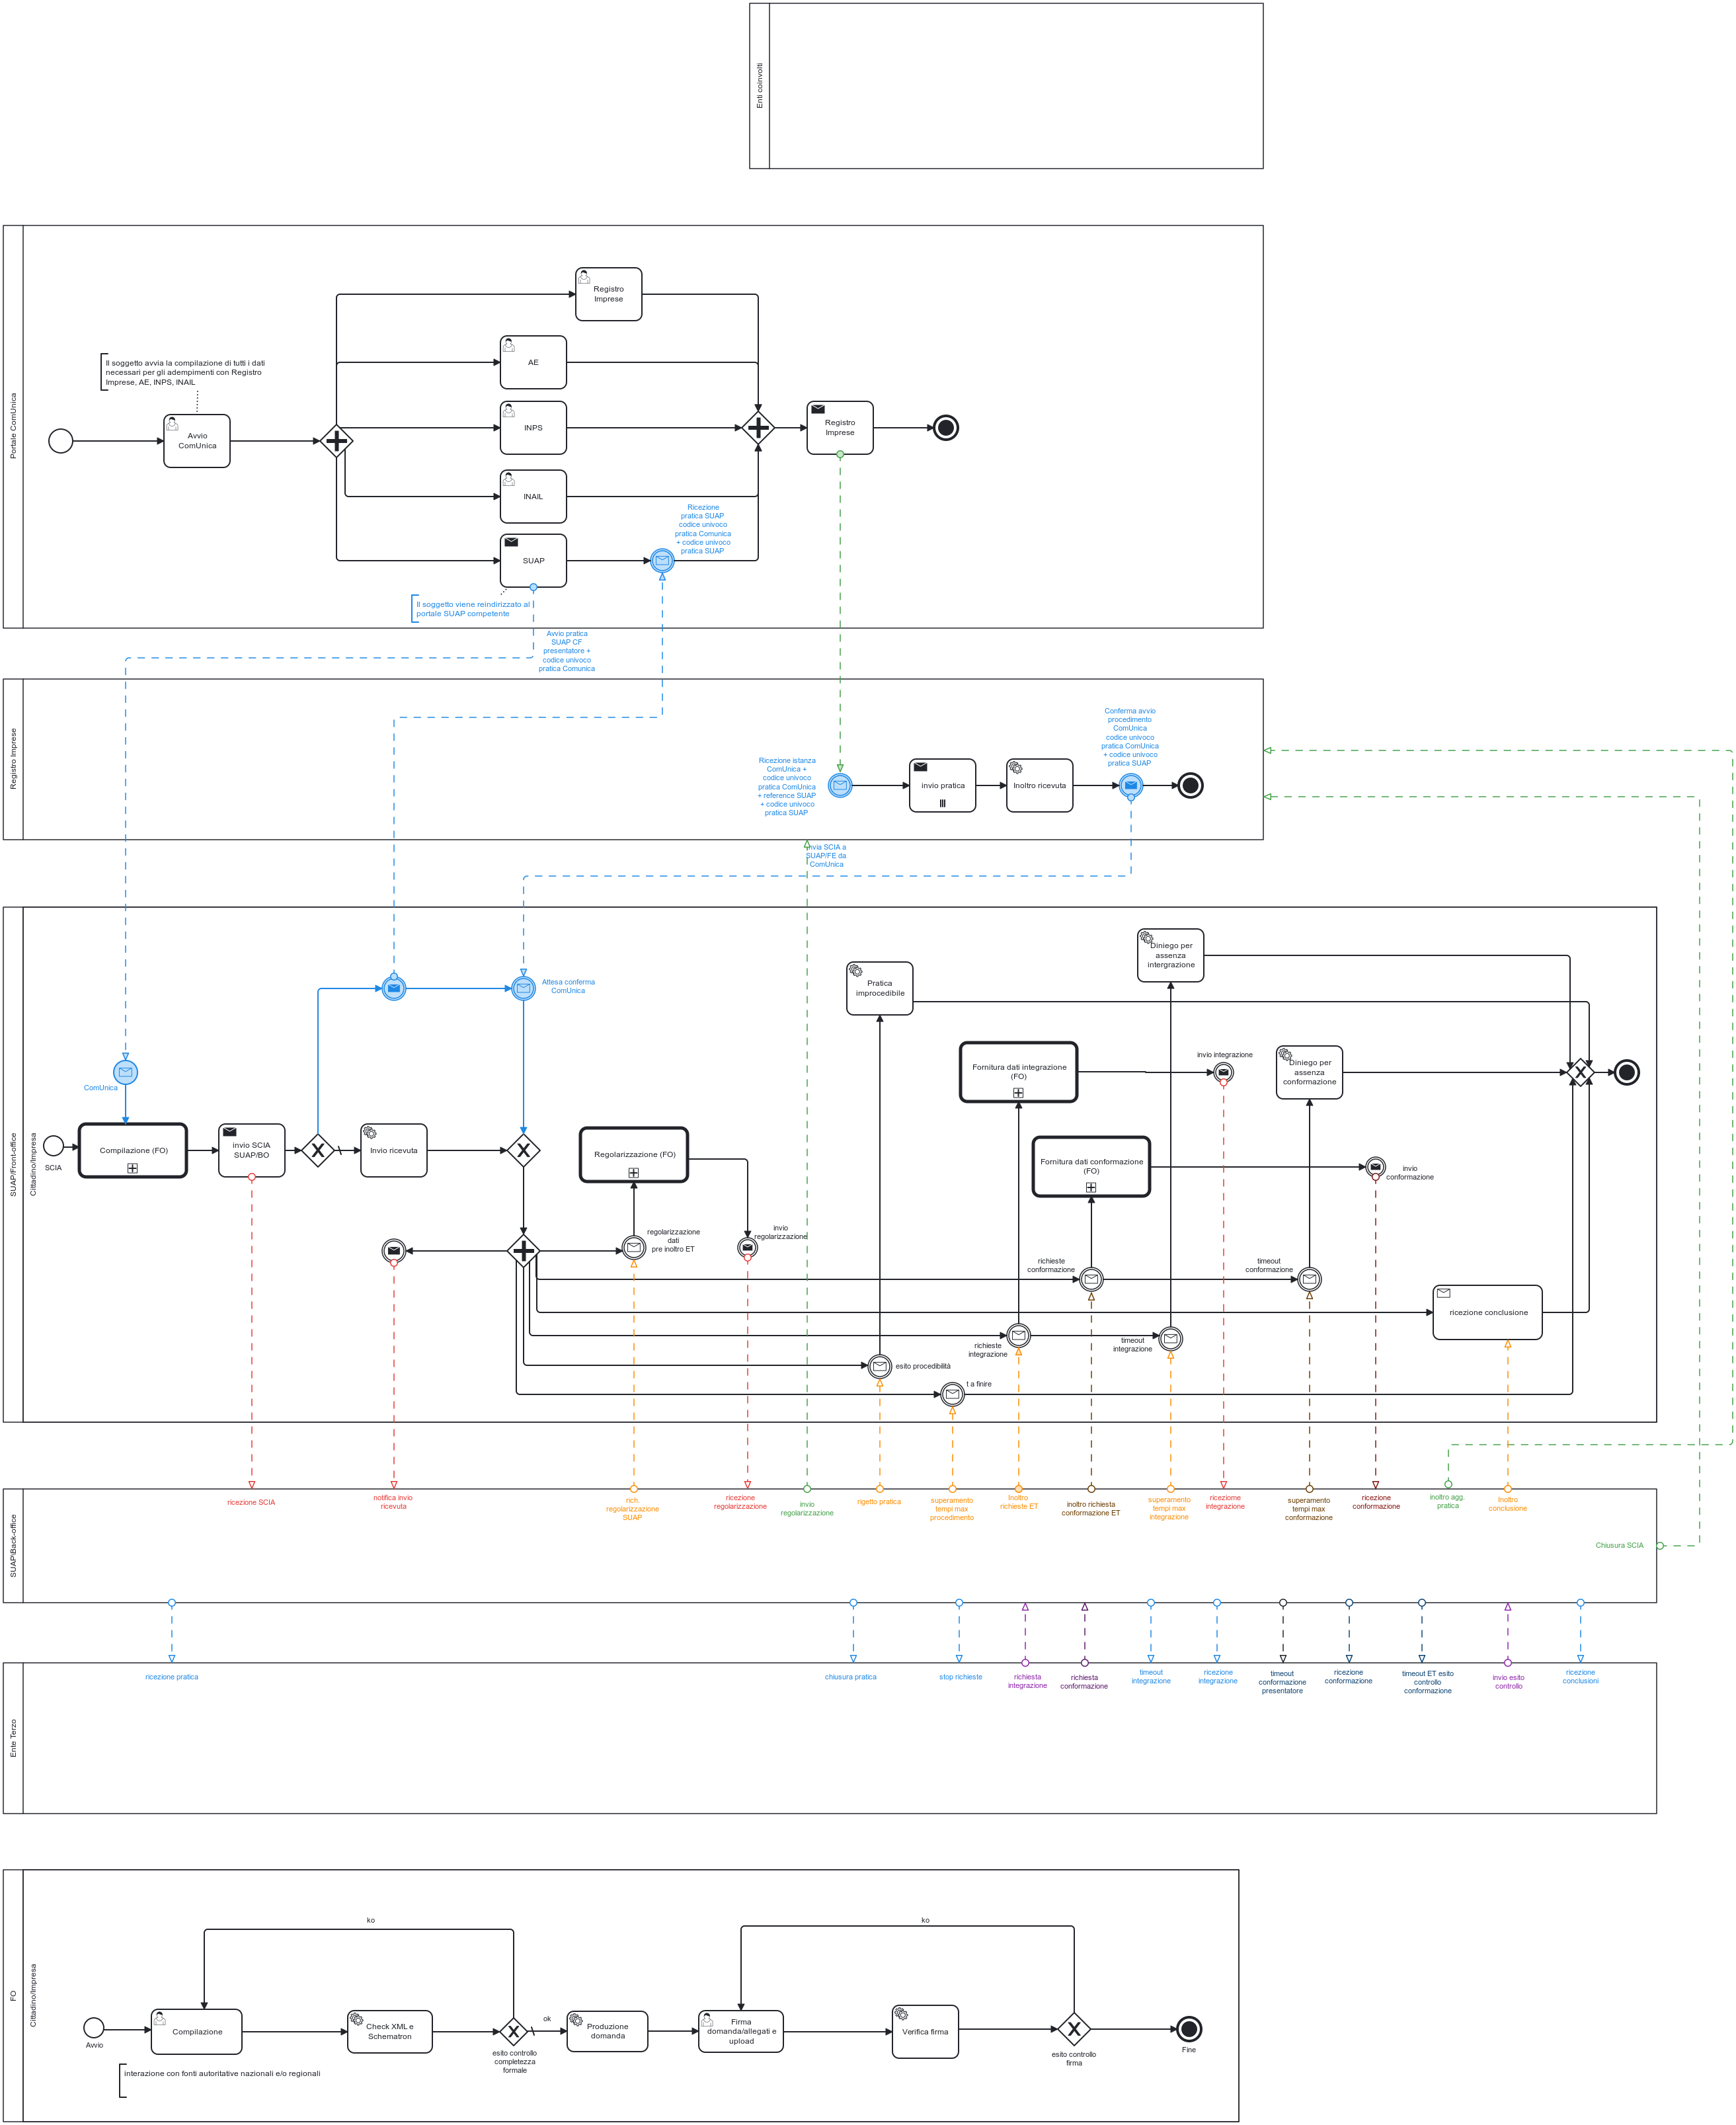 Enti coinvolti
Portale ComUnica
Il soggetto avvia la compilazione di tutti i dati
necessari per gli adempimenti con Registro
Imprese, AE, INPS, INAIL
Avvio
ComUnica
Registro
Imprese
AE
INPS
INAIL
SUAP
Registro
Imprese
Ricezione
pratica SUAP
codice univoco
pratica Comunica
+ codice univoco
pratica SUAP
Il soggetto viene reindirizzato al
portale SUAP competente
Avvio pratica
SUAP CF
presentatore +
codice univoco
pratica Comunica
Registro Imprese
Ricezione istanza
ComUnica +
codice univoco
pratica ComUnica
+ reference SUAP
+ codice univoco
pratica SUAP
invio pratica
Inoltro ricevuta
Conferma avvio
procedimento
ComUnica
codice univoco
pratica ComUnica
+ codice univoco
pratica SUAP
invia SCIA a
SUAP/FE da
ComUnica
SUAP/Front-office
Cittadino/Impresa
SCIA
ComUnica
Compilazione (FO)
invio SCIA
SUAP/BO
Invio ricevuta
Attesa conferma
ComUnica
Regolarizzazione (FO)
regolarizzazione
dati
pre inoltro ET
invio
regolarizzazione
Pratica
improcedibile
Diniego per
assenza
intergrazione
Fornitura dati integrazione
(FO)
invio integrazione
Diniego per
assenza
conformazione
Fornitura dati conformazione
(FO)
invio
conformazione
richieste
conformazione
timeout
conformazione
ricezione conclusione
richieste
integrazione
timeout
integrazione
esito procedibilità
t a finire
SUAP\Back-office
ricezione SCIA
notifica invio
ricevuta
rich.
regolarizzazione
SUAP
ricezione
regolarizzazione
invio
regolarizzazione
rigetto pratica
superamento
tempi max
procedimento
Inoltro
richieste ET
inoltro richiesta
conformazione ET
superamento
tempi max
integrazione
riceziorne
integrazione
superamento
tempi max
conformazione
ricezione
conformazione
inoltro agg.
pratica
Inoltro
conclusione
Chiusura SCIA
Ente Terzo
ricezione pratica
chiusura pratica
stop richieste
richiesta
integrazione
richiesta
conformazione
timeout
integrazione
ricezione
integrazione
timeout
conformazione
presentatore
ricezione
conformazione
timeout ET esito
controllo
conformazione
invio esito
controllo
ricezione
conclusioni
FO
Cittadino/Impresa
ko
ko
Avvio
Compilazione
Check XML e
Schematron
esito controllo
completezza
formale
ok
Produzione
domanda
Firma
domanda/allegati e
upload
Verifica firma
esito controllo
firma
Fine
interazione con fonti autoritative nazionali e/o regionali